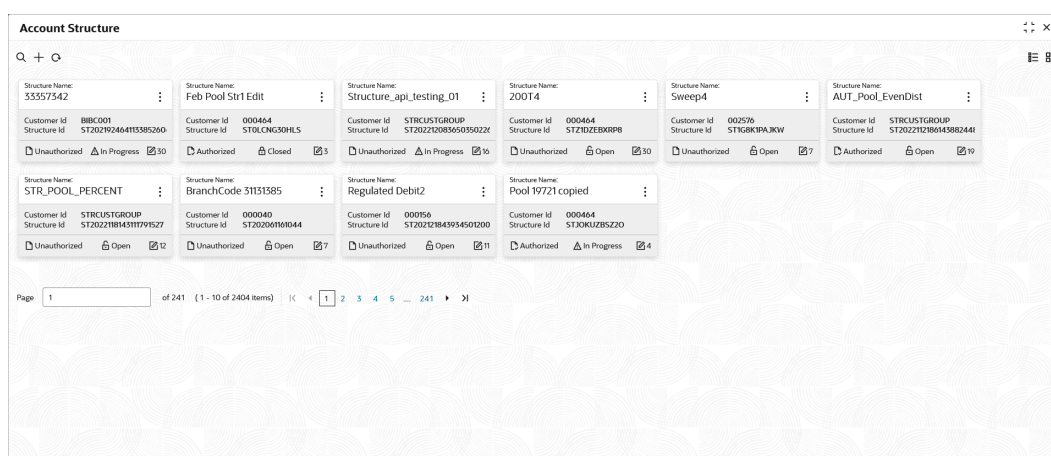 Account Structure
Structure Name:
33357342
Customer Id BIBC001
Structure Id ST202192464113385260
Unauthorized In Progress 30
Structure Name:
Feb Pool Str1 Edit
Customer Id 000464
Structure Id ST0LCNG30HLS
Authorized Closed 3
Structure Name:
Structure_api_testing_01
Customer Id STRCUSTGROUP
Structure Id ST20221208365035022
Unauthorized In Progress 16
Structure Name:
200T4
Customer Id 000464
Structure Id STZ1DZEBXRP8
Unauthorized Open 30
Structure Name:
Sweep4
Customer Id 002576
Structure Id ST1G8K1PAJKW
Unauthorized Open 7
Structure Name:
AUT_Pool_EvenDist
Customer Id STRCUSTGROUP
Structure Id ST2022112186143882448
Authorized Open 19
Structure Name:
STR_POOL_PERCENT
Customer Id STRCUSTGROUP
Structure Id ST2022118143111791527
Unauthorized Open 12
Structure Name:
BranchCode 31131385
Customer Id 000040
Structure Id ST202061161044
Unauthorized Open 7
Structure Name:
Regulated Debit2
Customer Id 000156
Structure Id ST202121843934501200
Unauthorized Open 11
Structure Name:
Pool 19721 copied
Customer Id 000464
Structure Id STJOKUZBSZ2O
Authorized In Progress 4
Page 1 of 241 (1 - 10 of 2404 items) 1 2 3 4 5 ... 241